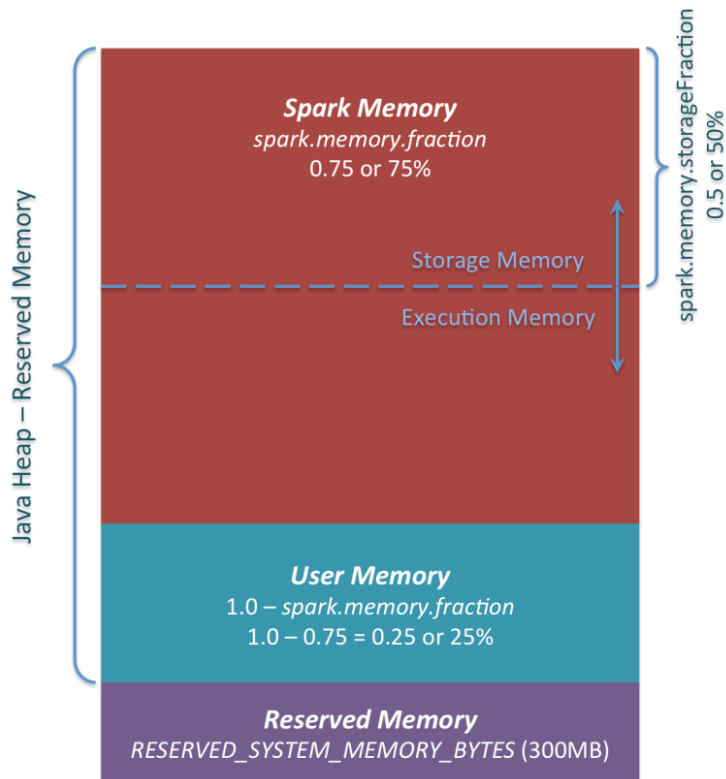 Spark Memory
spark.memory.fraction
0.75 or 75%
spark.memory.storageFraction
0.5 or 50%
Storage Memory
Execution Memory
Java Heap – Reserved Memory
User Memory
1.0 – spark.memory.fraction
1.0 – 0.75 = 0.25 or 25%
Reserved Memory
RESERVED_SYSTEM_MEMORY_BYTES (300MB)